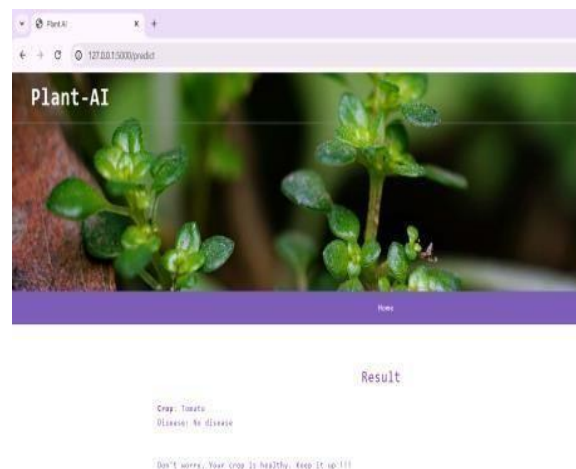 Plant AI
127.0.0.1:5000/predict
Plant-AI
Home
Result
Crop: Tomato
Disease: No disease
Don't worry. Your crop is healthy. Keep it up !!!